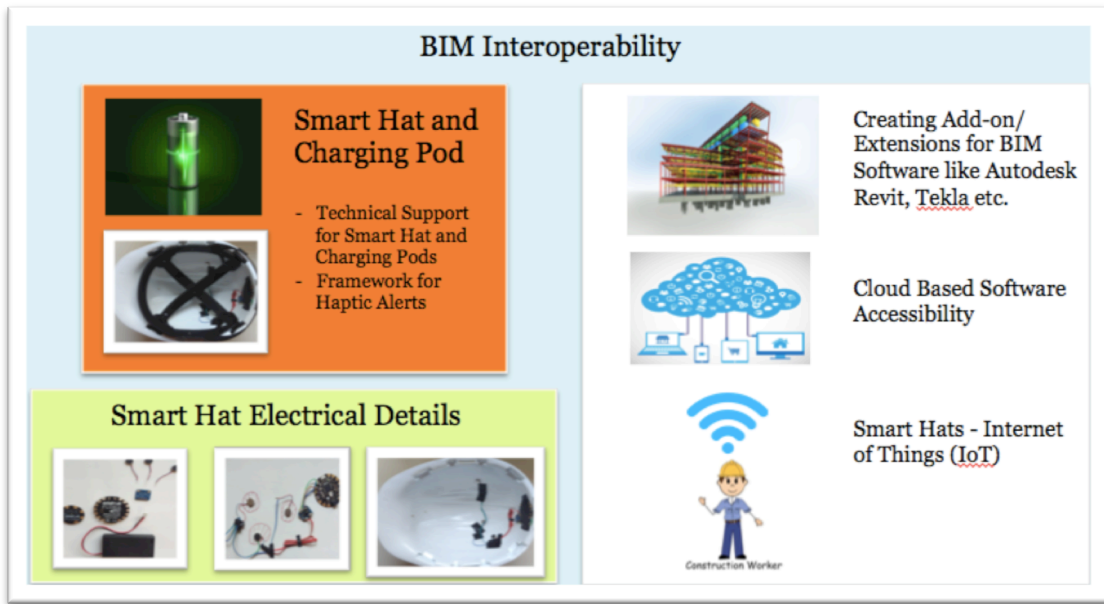 BIM Interoperability
Smart Hat and
Charging Pod
- Technical Support
for Smart Hat and
Charging Pods
- Framework for
Haptic Alerts
Smart Hat Electrical Details
Creating Add-on/
Extensions for BIM
Software like Autodesk
Revit, Tekla etc.
Cloud Based Software
Accessibility
Smart Hats - Internet
of Things (IoT)
Construction Worker